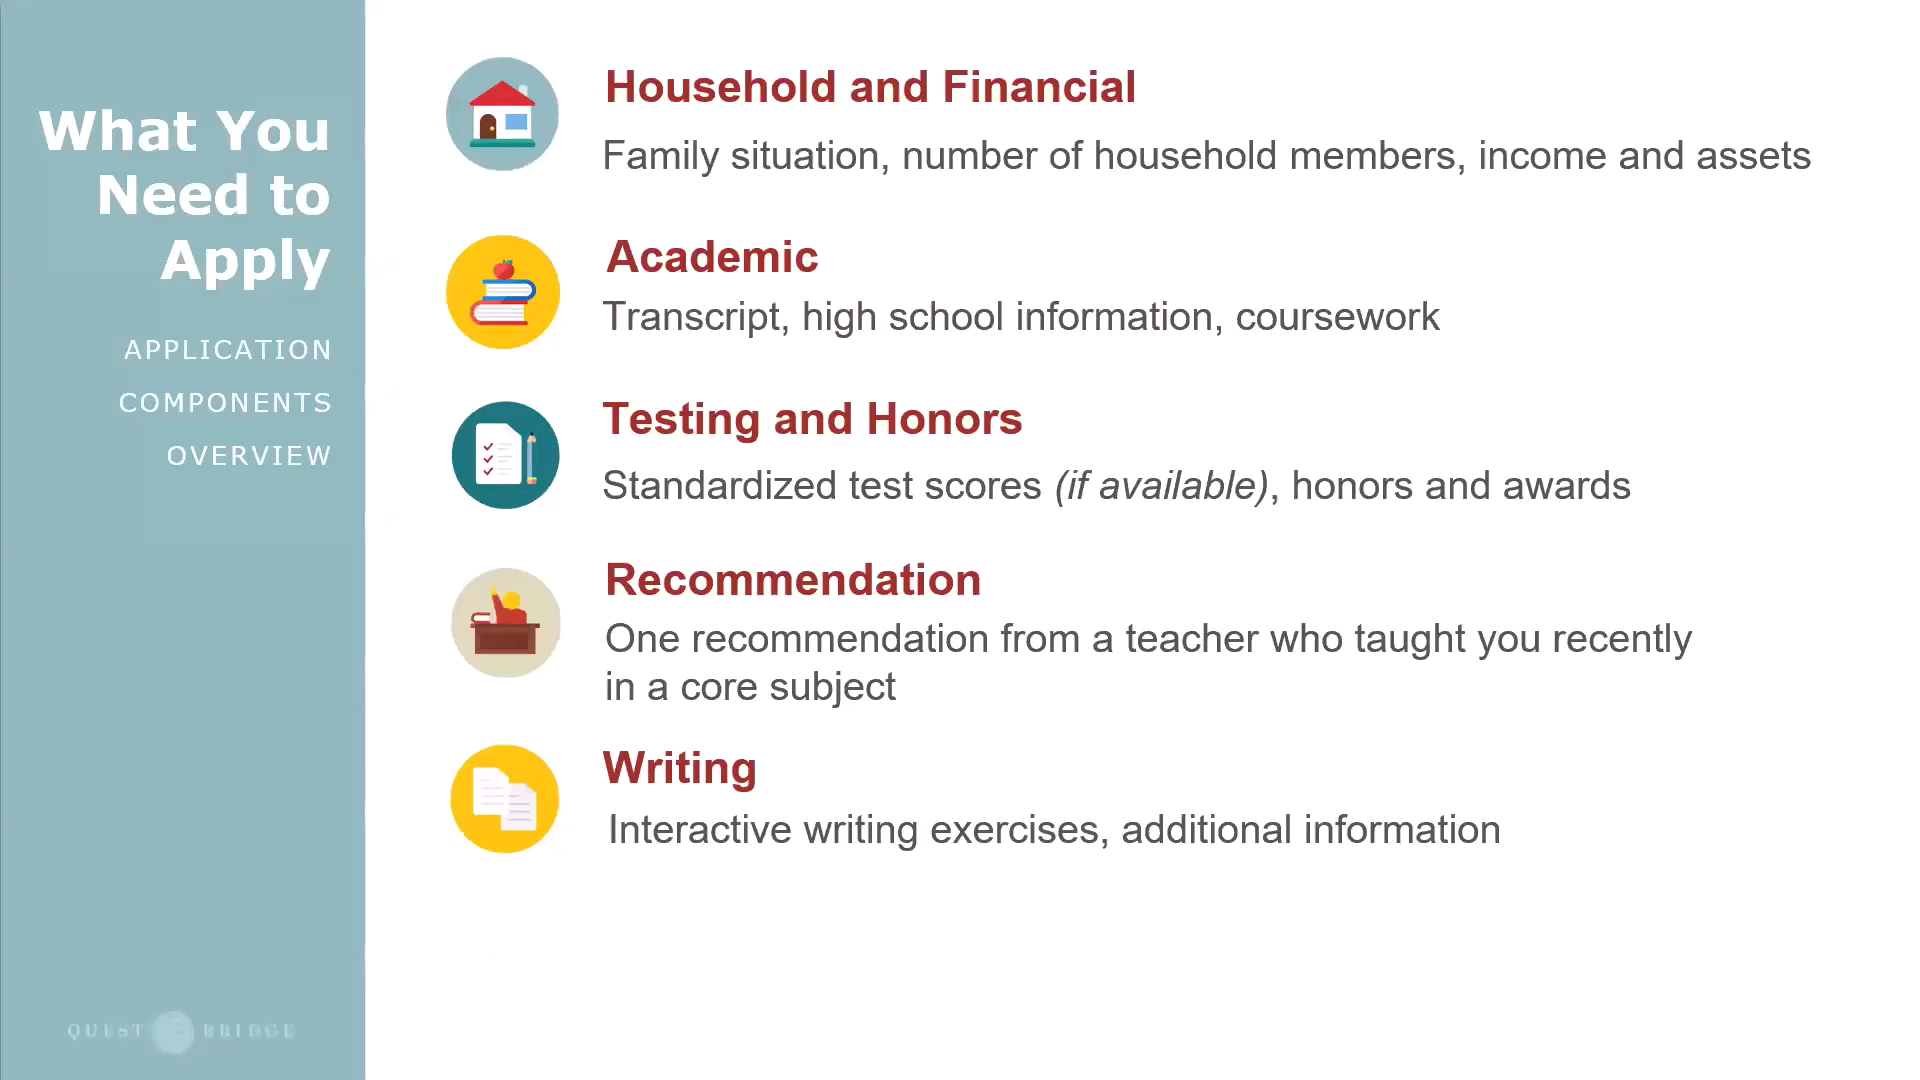 What You
Need to
Apply
APPLICATION
COMPONENTS
OVERVIEW
QUEST BRIDGE
Household and Financial
Family situation, number of household members, income and assets
Academic
Transcript, high school information, coursework
Testing and Honors
Standardized test scores (if available), honors and awards
Recommendation
One recommendation from a teacher who taught you recently
in a core subject
Writing
Interactive writing exercises, additional information